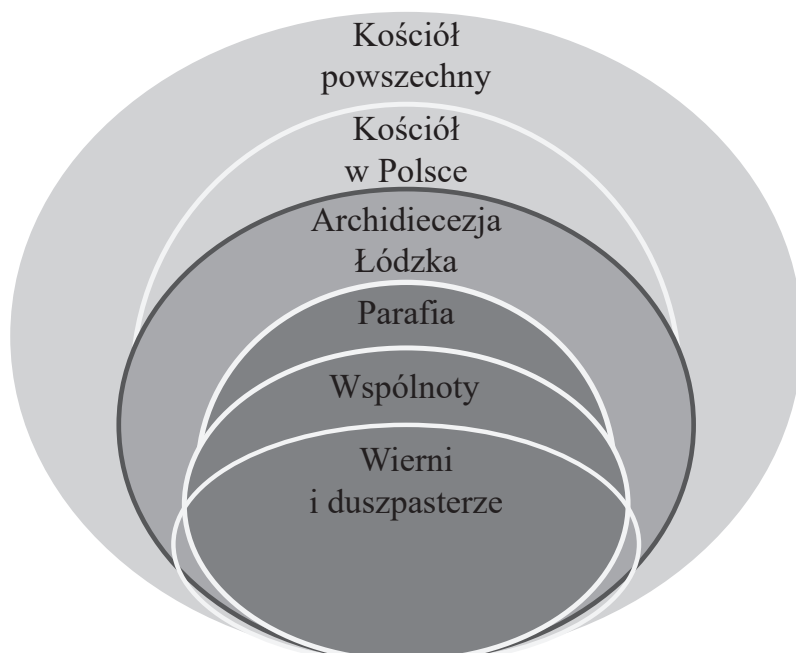 Kościół
powszechny
Kościół
w Polsce
Archidiecezja
Łódzka
Parafia
Wspólnoty
Wierni
i duszpasterze